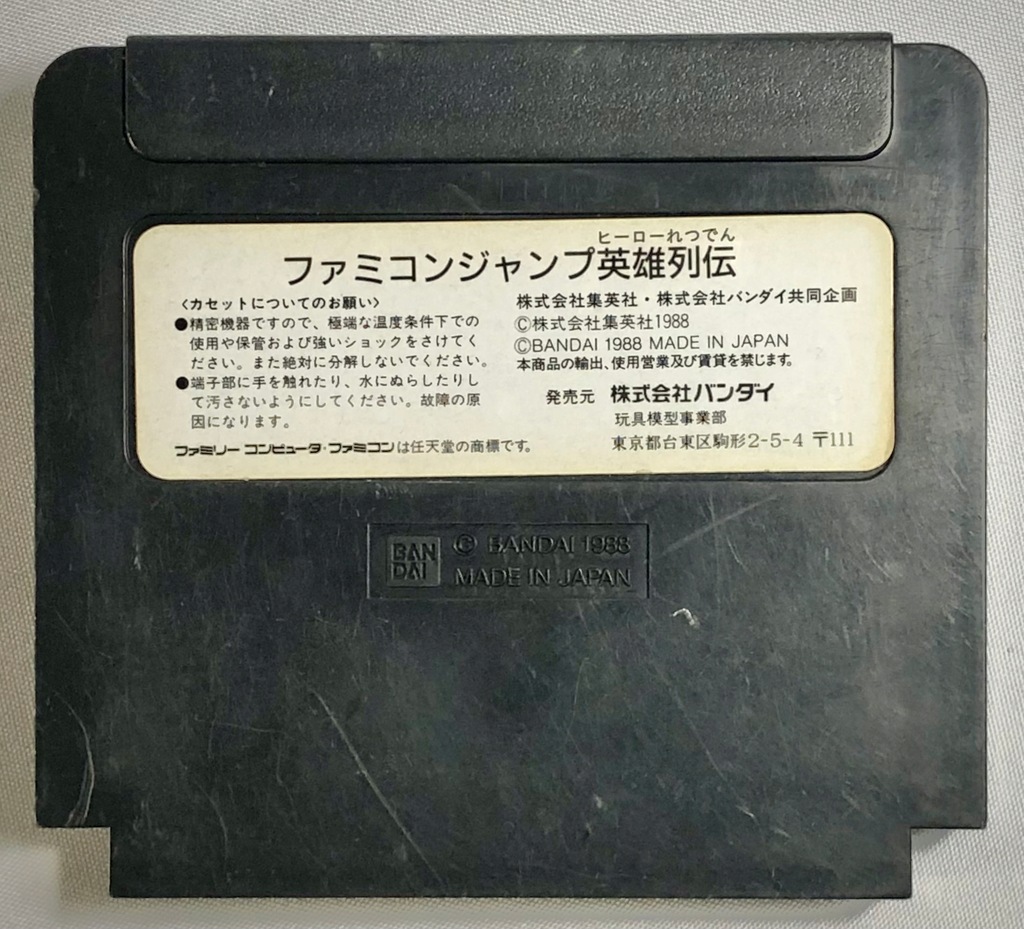 ヒーローれつでん
ファミコンジャンプ英雄列伝
〈カセットについてのお願い〉
●精密機器ですので、極端な温度条件下での
使用や保管および強いショックをさけてく
ださい。また絶対に分解しないでください。
●端子部に手を触れたり、水にぬらしたりし
て汚さないようにしてください。故障の原
因になります。
ファミリーコンピュータ・ファミコンは任天堂の商標です。
株式会社集英社・株式会社バンダイ共同企画
©株式会社集英社1988
©BANDAI 1988 MADE IN JAPAN
本商品の輸出、使用営業及び賃貸を禁じます。
発売元 株式会社バンダイ
玩具模型事業部
東京都台東区駒形2-5-4 〒111
BAN
DAI
© BANDAI 1988
MADE IN JAPAN